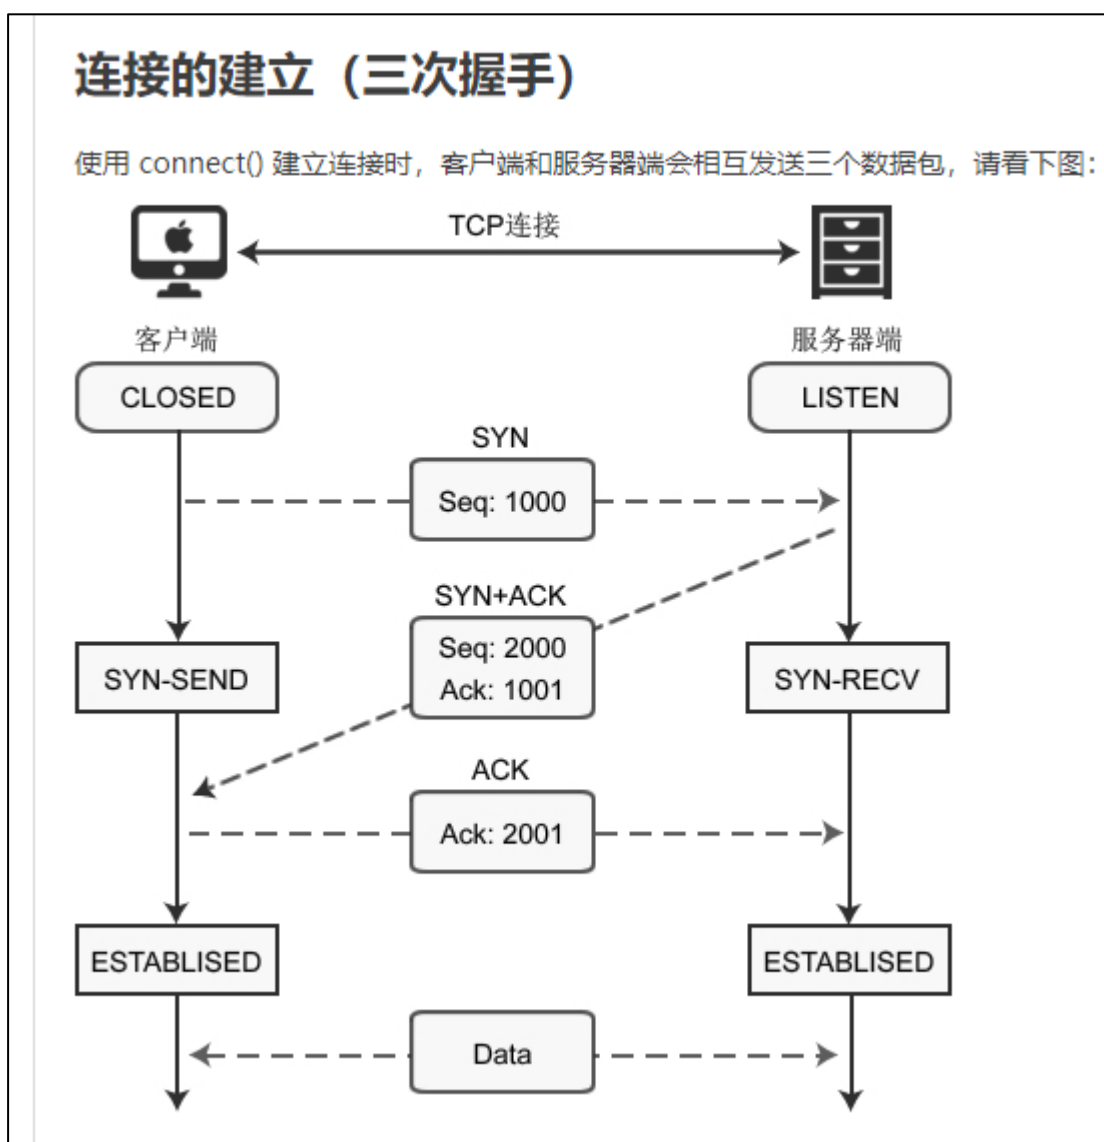 连接的建立（三次握手）
使用 connect() 建立连接时，客户端和服务器端会相互发送三个数据包，请看下图：
TCP连接
客户端
服务器端
CLOSED
LISTEN
SYN
Seq: 1000
SYN+ACK
Seq: 2000
Ack: 1001
SYN-SEND
SYN-RECV
ACK
Ack: 2001
ESTABLISED
ESTABLISED
Data